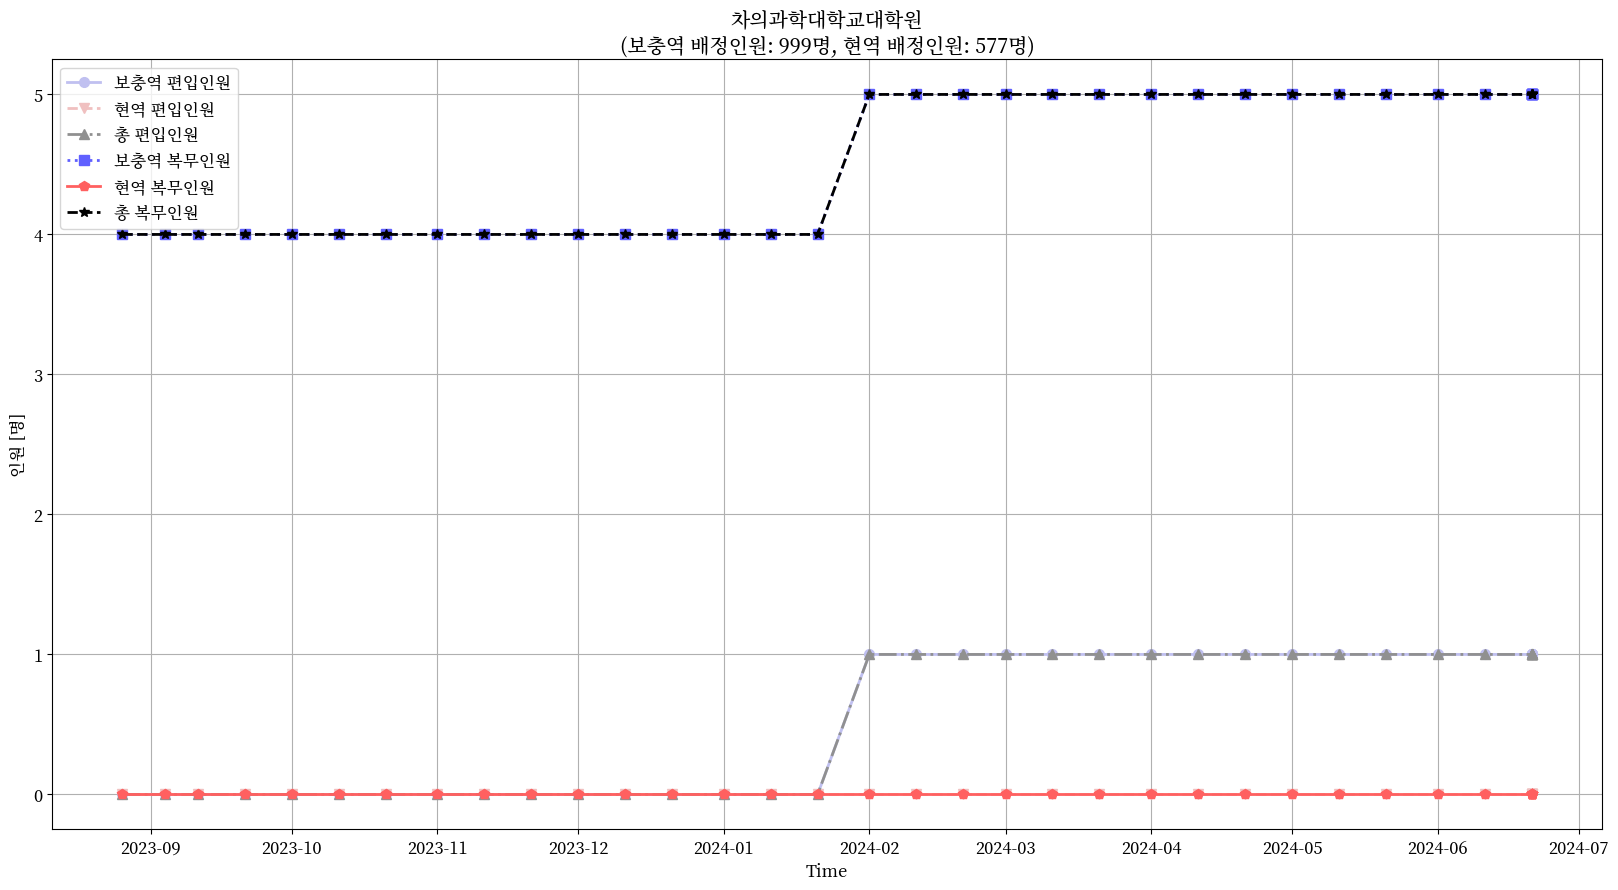 차의과학대학교대학원
(보충역 배정인원: 999명, 현역 배정인원: 577명)
보충역 편입인원
현역 편입인원
총 편입인원
보충역 복무인원
현역 복무인원
총 복무인원
5
4
3
2
1
0
인원 [명]
2023-09
2023-10
2023-11
2023-12
2024-01
2024-02
2024-03
2024-04
2024-05
2024-06
2024-07
Time